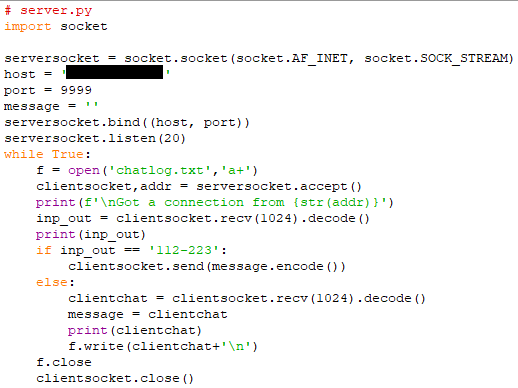 # server.py
import socket

serversocket = socket.socket(socket.AF_INET, socket.SOCK_STREAM)
host = ' '
port = 9999
message = ''
serversocket.bind((host, port))
serversocket.listen(20)
while True:
    f = open('chatlog.txt','a+')
    clientsocket,addr = serversocket.accept()
    print(f'\nGot a connection from {str(addr)}')
    inp_out = clientsocket.recv(1024).decode()
    print(inp_out)
    if inp_out == '112-223':
        clientsocket.send(message.encode())
    else:
        clientchat = clientsocket.recv(1024).decode()
        message = clientchat
        print(clientchat)
        f.write(clientchat+'\n')
    f.close
    clientsocket.close()